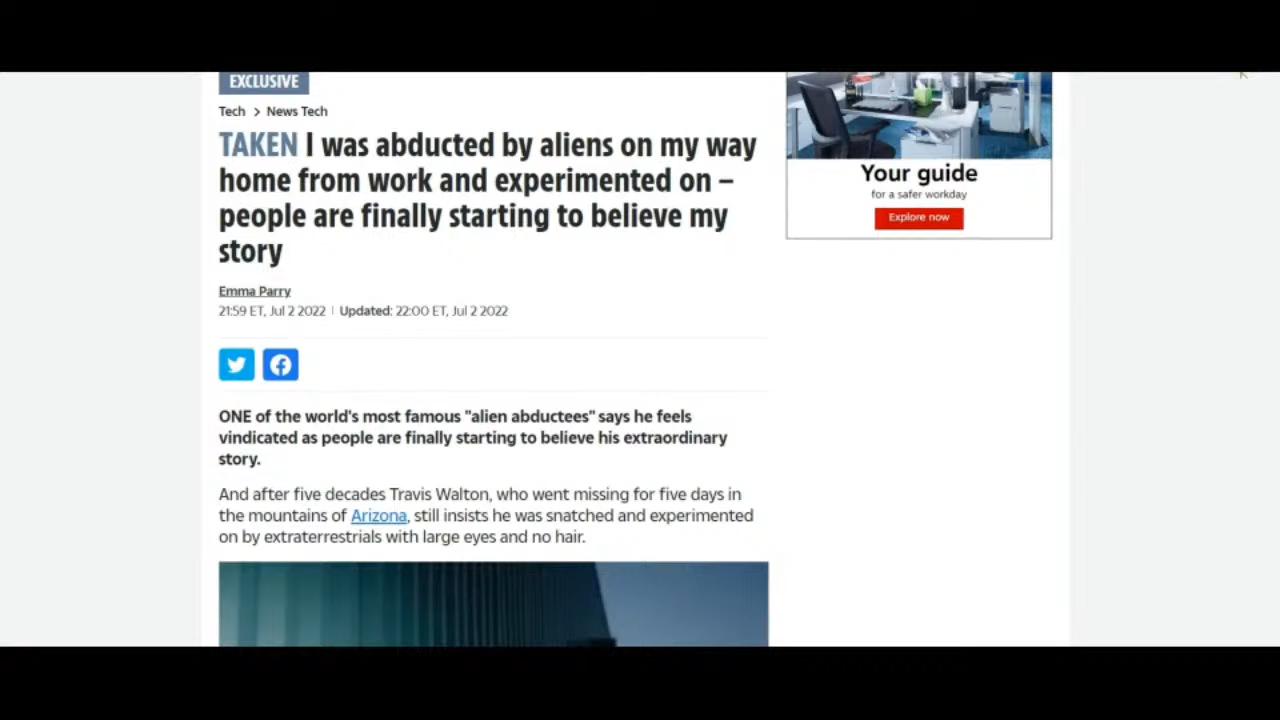 EXCLUSIVE
Tech > News Tech
TAKEN I was abducted by aliens on my way
home from work and experimented on –
people are finally starting to believe my
story
Emma Parry
21:59 ET, Jul 2 2022 | Updated: 22:00 ET, Jul 2 2022
ONE of the world's most famous "alien abductees" says he feels
vindicated as people are finally starting to believe his extraordinary
story.
And after five decades Travis Walton, who went missing for five days in
the mountains of Arizona, still insists he was snatched and experimented
on by extraterrestrials with large eyes and no hair.
Your guide
for a safer workday
Explore now